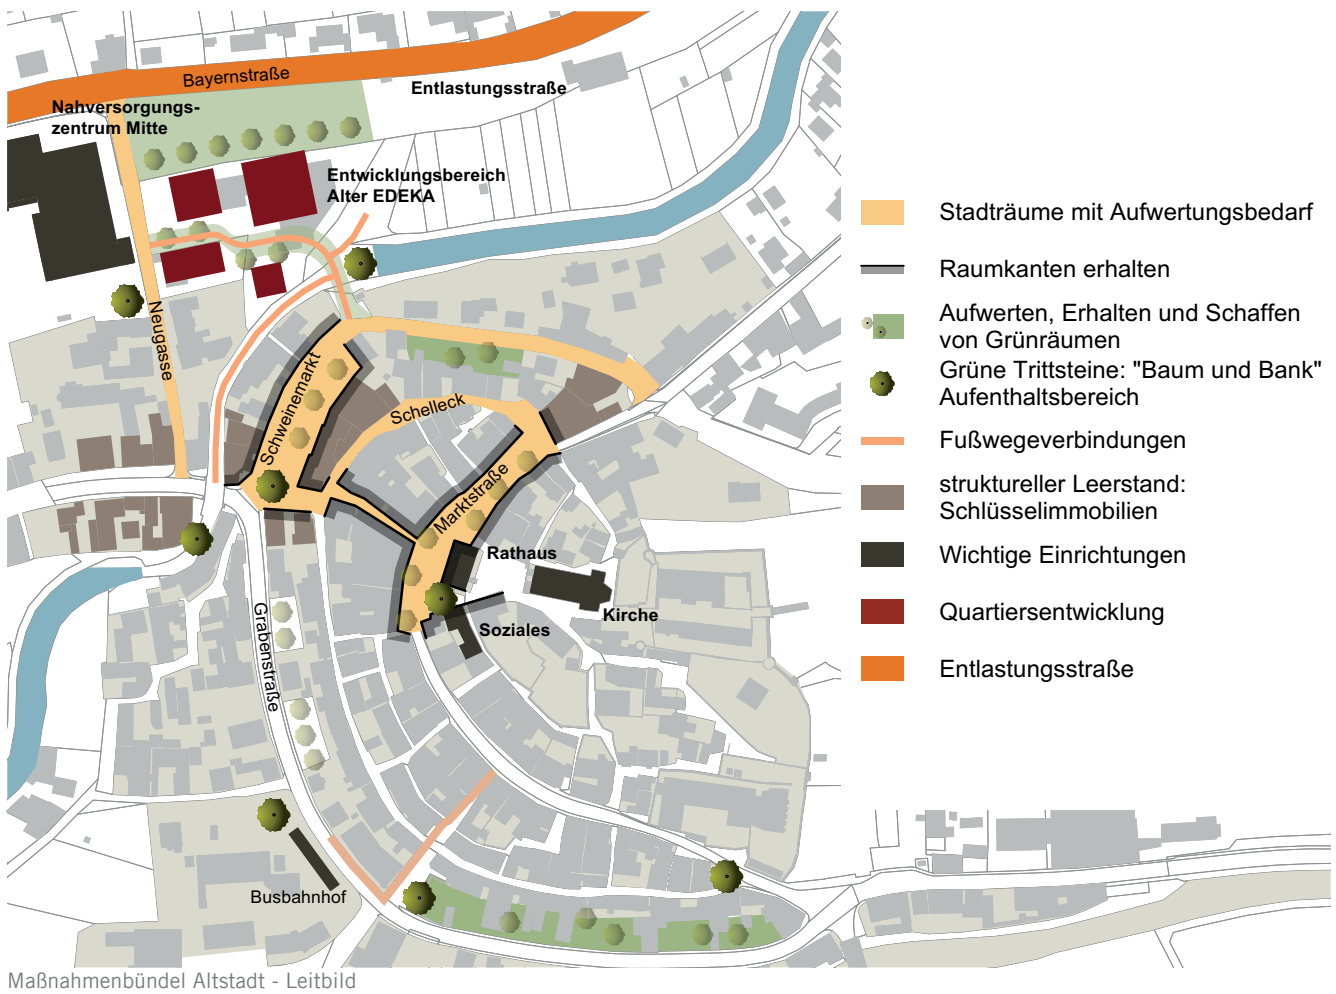 Bayernstraße
Entlastungsstraße
Nahversorgungs-
zentrum Mitte
Entwicklungsbereich
Alter EDEKA
Neugasse
Schweinemarkt
Schelleck
Marktstraße
Rathaus
Kirche
Soziales
Grabenstraße
Busbahnhof
Stadträume mit Aufwertungsbedarf
Raumkanten erhalten
Aufwerten, Erhalten und Schaffen
von Grünräumen
Grüne Trittsteine: "Baum und Bank"
Aufenthaltsbereich
Fußwegeverbindungen
struktureller Leerstand:
Schlüsselimmobilien
Wichtige Einrichtungen
Quartiersentwicklung
Entlastungsstraße
Maßnahmenbündel Altstadt - Leitbild